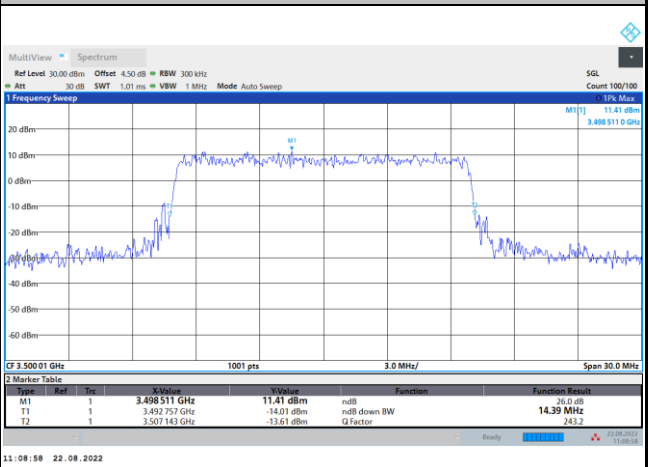 MultiView Spectrum
Ref Level 30.00 dBm Offset 4.50 dB RBW 300 kHz SGL
Att 30 dB SWT 1.01 ms VBW 1 MHz Mode Auto Sweep Count 100/100
1 Frequency Sweep 1Pk Max
M1[1] 11.41 dBm
3.498 511 0 GHz
20 dBm
M1
10 dBm
0 dBm
-10 dBm
-20 dBm
-30 dBm
-40 dBm
-50 dBm
-60 dBm
CF 3.500 01 GHz 1001 pts 3.0 MHz/ Span 30.0 MHz
2 Marker Table
Type Ref Trc X-Value Y-Value Function Function Result
M1 1 3.498 511 GHz 11.41 dBm ndB 26.0 dB
T1 1 3.492 757 GHz -14.01 dBm ndB down BW 14.39 MHz
T2 1 3.507 143 GHz -13.61 dBm Q Factor 243.2
Ready 22.08.2022
11:08:58
11:08:58 22.08.2022